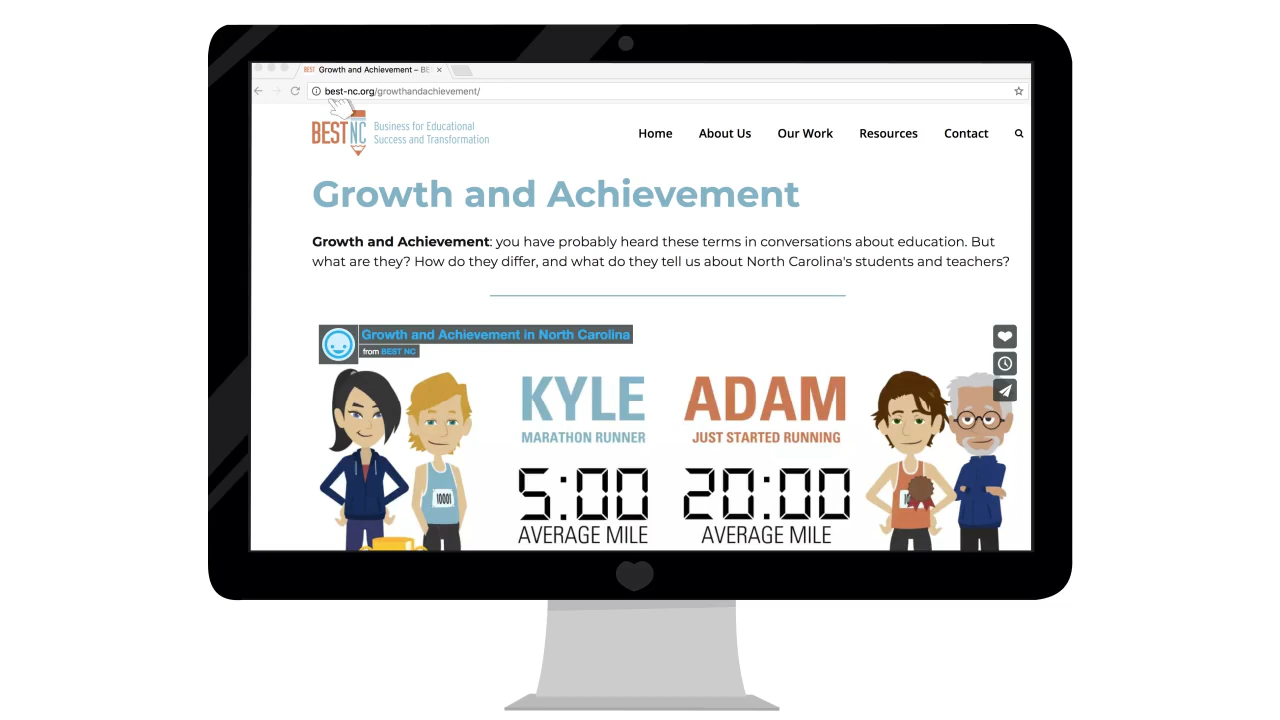 BEST Growth and Achievement – BE
best-nc.org/growthandachievement/
BEST NC Business for Educational
Success and Transformation
Home About Us Our Work Resources Contact
Growth and Achievement
Growth and Achievement: you have probably heard these terms in conversations about education. But
what are they? How do they differ, and what do they tell us about North Carolina's students and teachers?
Growth and Achievement in North Carolina
from BEST NC
KYLE ADAM
MARATHON RUNNER JUST STARTED RUNNING
5:00 20:00
AVERAGE MILE AVERAGE MILE
10001